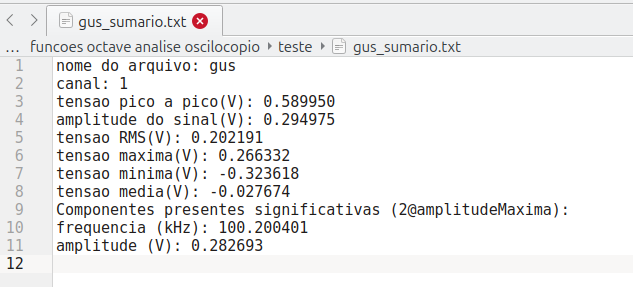 gus_sumario.txt
... funcoes octave analise oscilocopio teste gus_sumario.txt
1 nome do arquivo: gus
2 canal: 1
3 tensao pico a pico(V): 0.589950
4 amplitude do sinal(V): 0.294975
5 tensao RMS(V): 0.202191
6 tensao maxima(V): 0.266332
7 tensao minima(V): -0.323618
8 tensao media(V): -0.027674
9 Componentes presentes significativas (2@amplitudeMaxima):
10 frequencia (kHz): 100.200401
11 amplitude (V): 0.282693
12